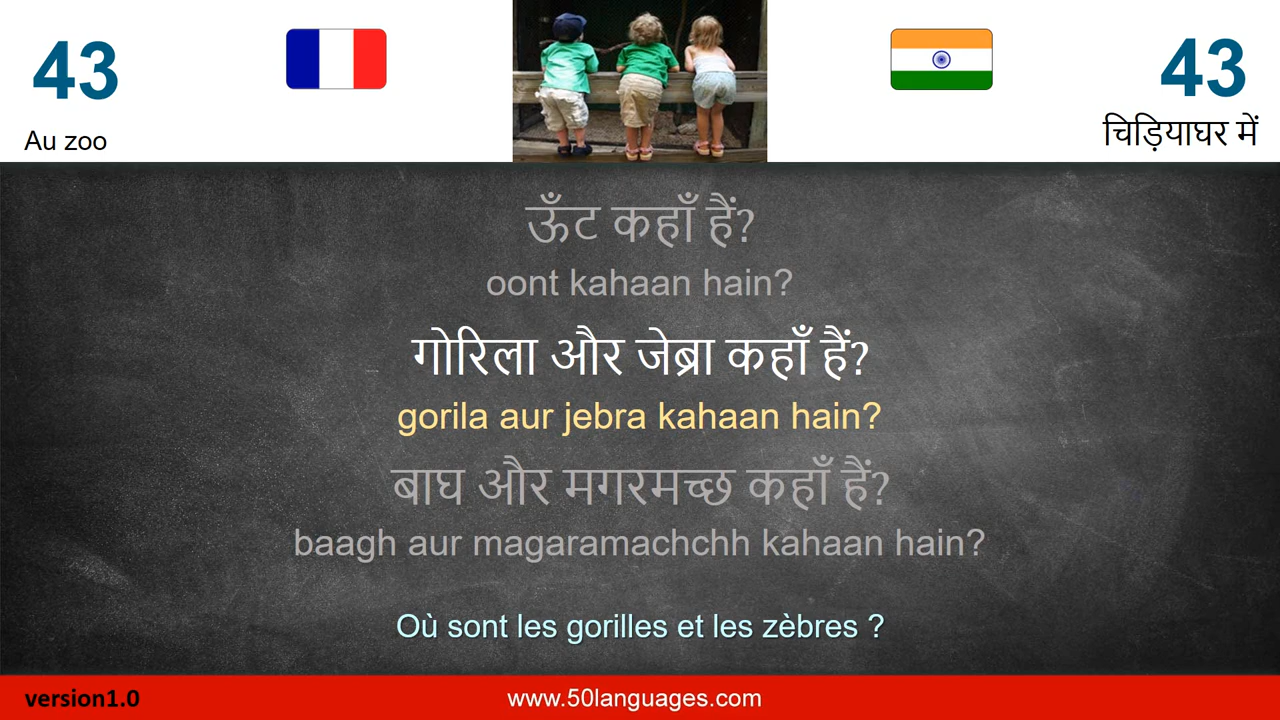 43
43
Au zoo
चिड़ियाघर में
ऊँट कहाँ हैं?
oont kahaan hain?
गोरिला और जेब्रा कहाँ हैं?
gorila aur jebra kahaan hain?
बाघ और मगरमच्छ कहाँ हैं?
baagh aur magaramachchh kahaan hain?
Où sont les gorilles et les zèbres ?
version1.0
www.50languages.com